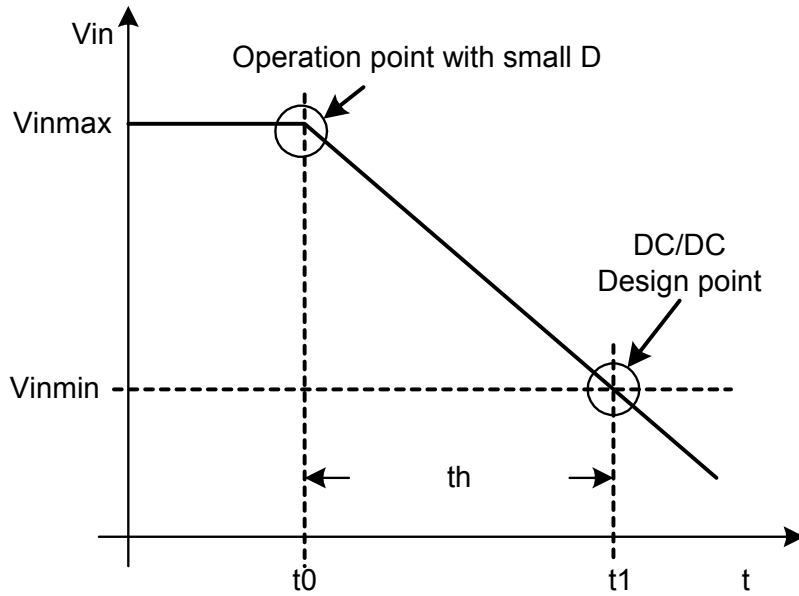 Vin
Operation point with small D
Vinmax
DC/DC
Design point
Vinmin
th
t0
t1
t